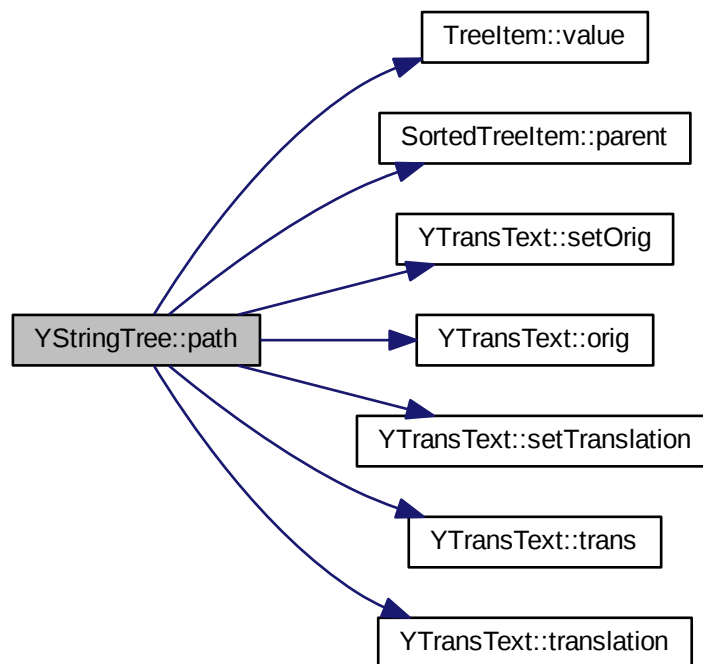 TreeItem::value
SortedTreeItem::parent
YTransText::setOrig
YStringTree::path
YTransText::orig
YTransText::setTranslation
YTransText::trans
YTransText::translation